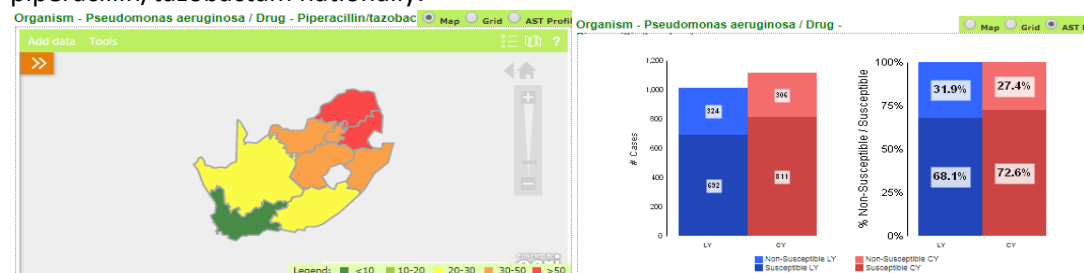 piperacillin/tazobactam nationally.
Organism - Pseudomonas aeruginosa / Drug - Piperacillin/tazobac Map Grid AST Profil
Add data Tools ?
Legend: <10 10-20 20-30 30-50 >50
Organism - Pseudomonas aeruginosa / Drug - Map Grid AST
# Cases
1,200
1,000
800
600
400
200
0
324
692
306
811
LY CY
% Non-Susceptible / Susceptible
100%
75%
50%
25%
0%
31.9%
68.1%
27.4%
72.6%
LY CY
Non-Susceptible LY Non-Susceptible CY
Susceptible LY Susceptible CY